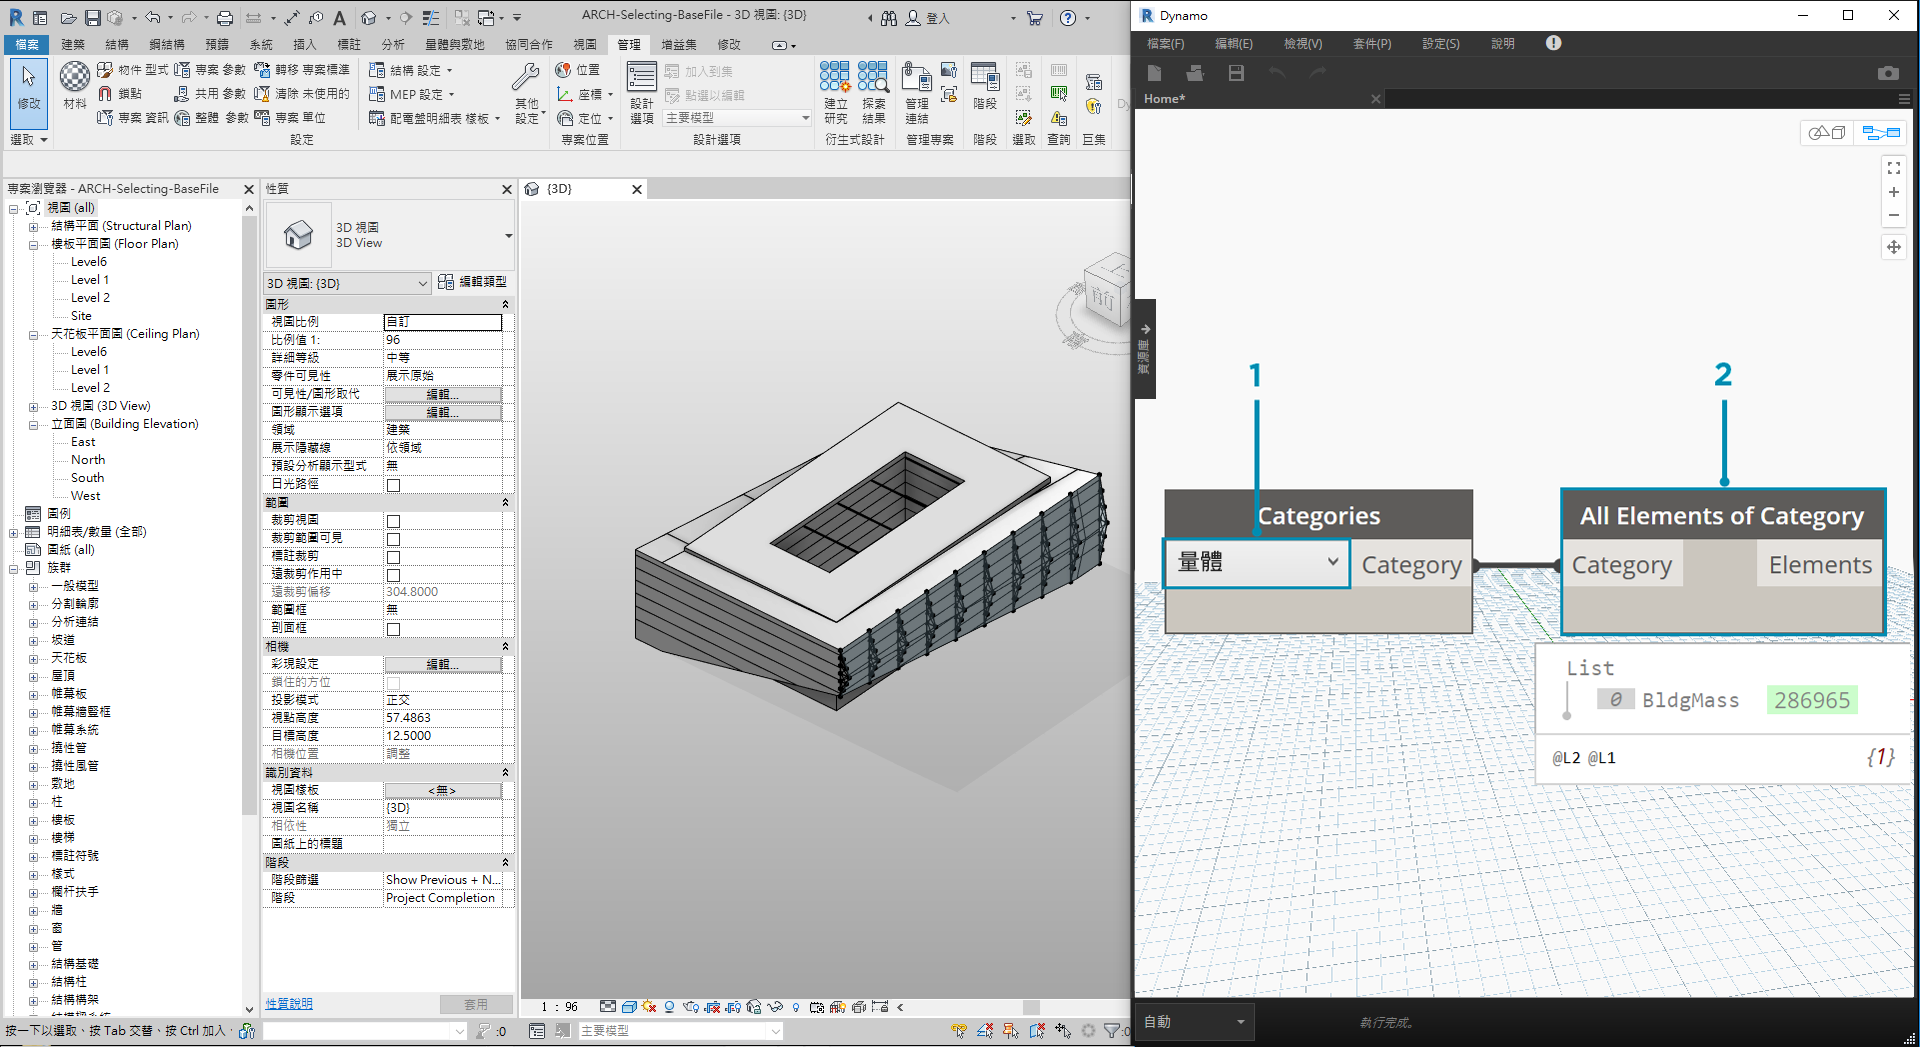 ARCH-Selecting-BaseFile - 3D 視圖: {3D}
登入
檔案 建築 結構 鋼結構 預鑄 系統 插入 標註 分析 量體與敷地 協同合作 視圖 管理 增益集 修改
修改
材料
物件 型式 專案 參數 轉移 專案標準
鎖點 共用 參數 清除 未使用的
專案 資訊 整體 參數 專案 單位
結構 設定
MEP 設定
配電盤明細表 樣板
其他
設定
位置
座標
定位
設計
選項
加入到集
點選以編輯
主要模型
建立
研究
探索
結果
管理
連結
階段
選取 設定 專案位置 設計選項 衍生式設計 管理專案 階段 選取 查詢 巨集
專案瀏覽器 - ARCH-Selecting-BaseFile
視圖 (all)
結構平面 (Structural Plan)
樓板平面圖 (Floor Plan)
Level6
Level 1
Level 2
Site
天花板平面圖 (Ceiling Plan)
Level6
Level 1
Level 2
3D 視圖 (3D View)
立面圖 (Building Elevation)
East
North
South
West
圖例
明細表/數量 (全部)
圖紙 (all)
族群
一般模型
分割輪廓
分析連結
坡道
天花板
屋頂
帷幕板
帷幕牆豎框
帷幕系統
撓性管
撓性風管
敷地
柱
樓板
樓梯
標註符號
樣式
欄杆扶手
牆
窗
管
結構基礎
結構柱
結構構架
性質
3D 視圖
3D View
3D 視圖: {3D} 編輯類型
圖形
視圖比例 自訂
比例值 1: 96
詳細等級 中等
零件可見性 展示原始
可見性/圖形取代 編輯...
圖形顯示選項 編輯...
領域 建築
展示隱藏線 依領域
預設分析顯示型式 無
日光路徑
範圍
裁剪視圖
裁剪範圍可見
標註裁剪
遠裁剪作用中
遠裁剪偏移 304.8000
範圍框 無
剖面框
相機
彩現設定 編輯...
鎖住的方位
投影模式 正交
視點高度 57.4863
目標高度 12.5000
相機位置 調整
識別資料
視圖樣板 <無>
視圖名稱 {3D}
相依性 獨立
圖紙上的標題
階段
階段篩選 Show Previous + N...
階段 Project Completion
性質說明 套用
{3D}
前
1 : 96
按一下以選取、按 Tab 交替、按 Ctrl 加入
:0
主要模型
:0
Dynamo
檔案(F) 編輯(E) 檢視(V) 套件(P) 設定(S) 說明
Home*
資源庫
1
2
Categories
量體 Category
All Elements of Category
Category Elements
List
0 BldgMass 286965
@L2 @L1 {1}
自動
執行完成。